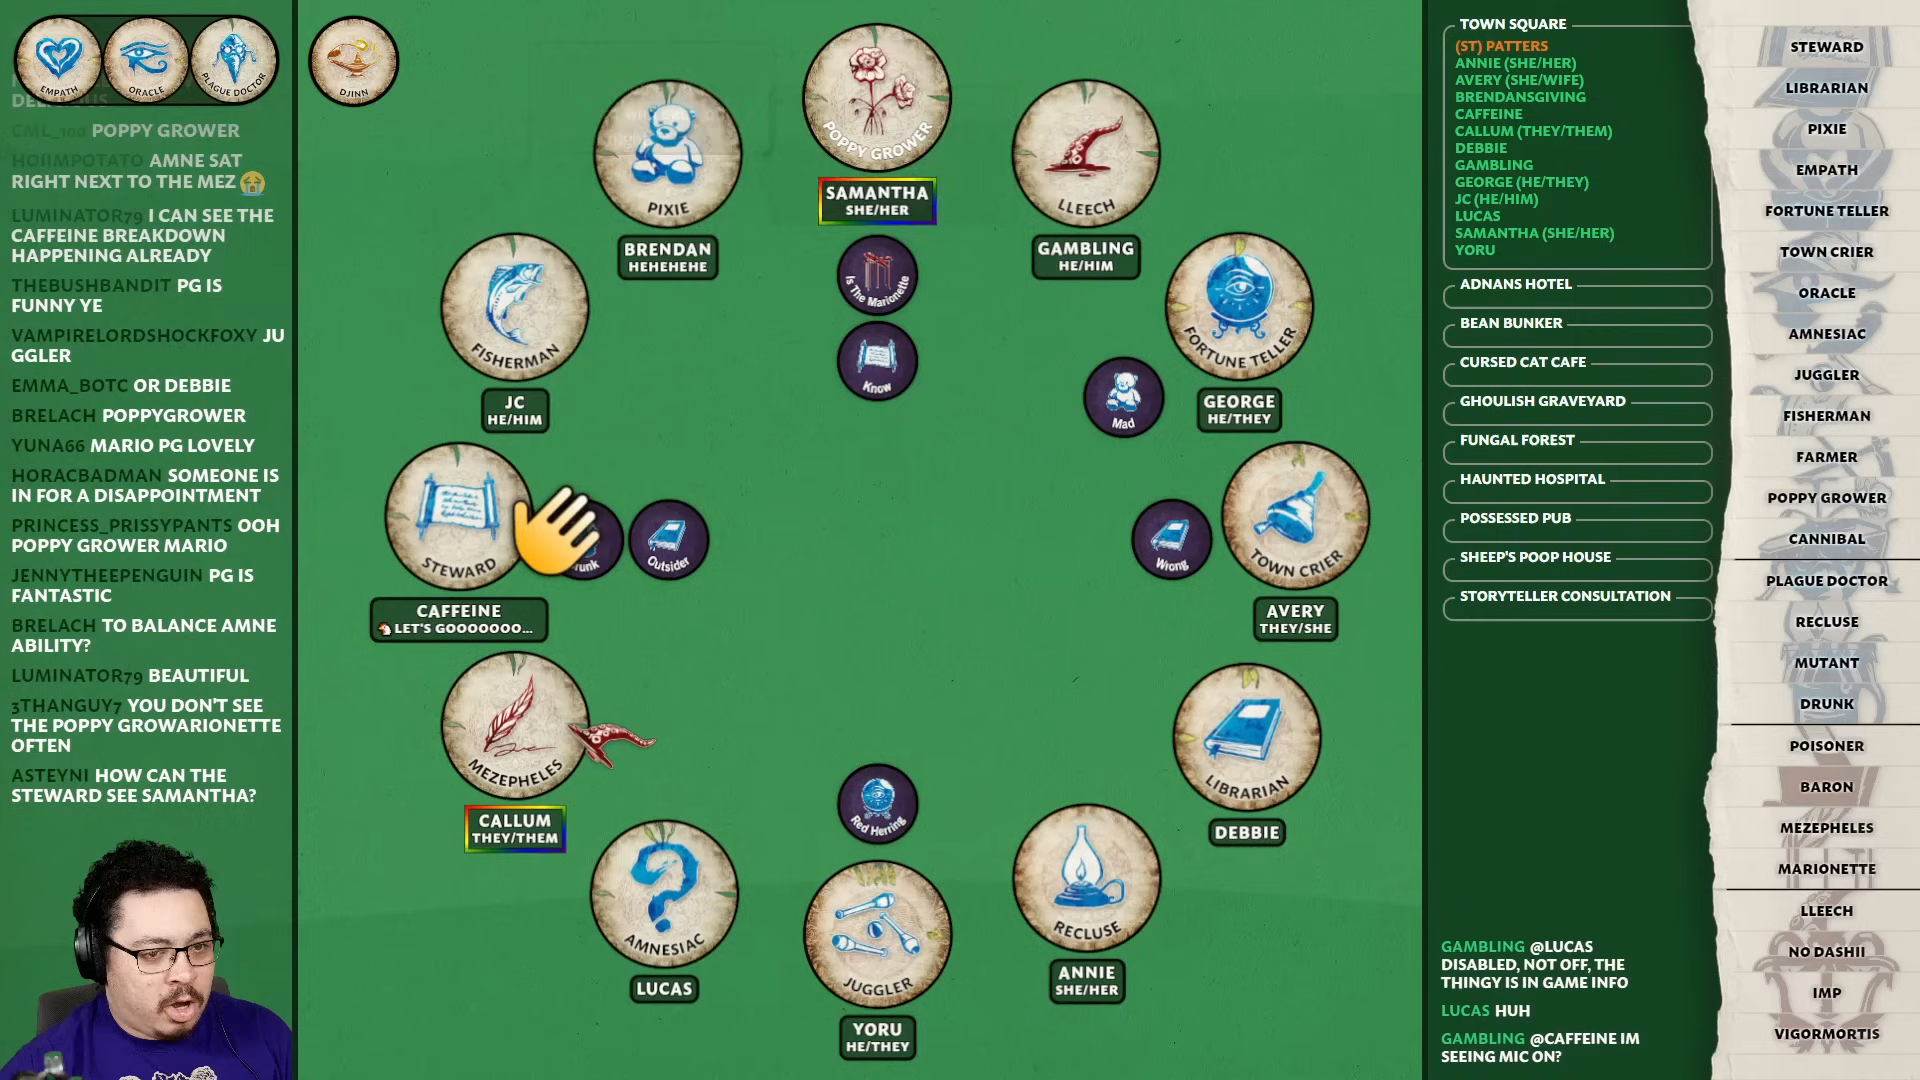 EMPATH
ORACLE
PLAGUE DOCTOR
DJINN
CML_100 POPPY GROWER
HORMPOTATO AMNE SAT
RIGHT NEXT TO THE MEZ 😭
LUMINATOR79 I CAN SEE THE
CAFFEINE BREAKDOWN
HAPPENING ALREADY
THEBUSHBANDIT PG IS
FUNNY YE
VAMPIRELORDSHOCKFOXY JU
GGLER
EMMA_BOTC OR DEBBIE
BRELACH POPPYGROWER
YUNA66 MARIO PG LOVELY
HORACBADMAN SOMEONE IS
IN FOR A DISAPPOINTMENT
PRINCESS_PRISSYPANTS OOH
POPPY GROWER MARIO
JENNYTHEEPENGUIN PG IS
FANTASTIC
BRELACH TO BALANCE AMNE
ABILITY?
LUMINATOR79 BEAUTIFUL
3THANGUY7 YOU DON'T SEE
THE POPPY GROWARIONETTE
OFTEN
ASTEYNI HOW CAN THE
STEWARD SEE SAMANTHA?
POPPY GROWER
SAMANTHA
SHE/HER
Is The Marionette
Know
LLEECH
GAMBLING
HE/HIM
FORTUNE TELLER
GEORGE
HE/THEY
Mad
TOWN CRIER
AVERY
THEY/SHE
Wrong
LIBRARIAN
DEBBIE
RECLUSE
ANNIE
SHE/HER
Red Herring
JUGGLER
YORU
HE/THEY
AMNESIAC
LUCAS
MEZEPHELES
CALLUM
THEY/THEM
STEWARD
CAFFEINE
LET'S GOOOOOOO...
Outsider
FISHERMAN
JC
HE/HIM
PIXIE
BRENDAN
HEHEHEHE
TOWN SQUARE
(ST) PATTERS
ANNIE (SHE/HER)
AVERY (SHE/WIFE)
BRENDANSGIVING
CAFFEINE
CALLUM (THEY/THEM)
DEBBIE
GAMBLING
GEORGE (HE/THEY)
JC (HE/HIM)
LUCAS
SAMANTHA (SHE/HER)
YORU
ADNANS HOTEL
BEAN BUNKER
CURSED CAT CAFE
GHOULISH GRAVEYARD
FUNGAL FOREST
HAUNTED HOSPITAL
POSSESSED PUB
SHEEP'S POOP HOUSE
STORYTELLER CONSULTATION
GAMBLING @LUCAS
DISABLED, NOT OFF, THE
THINGY IS IN GAME INFO
LUCAS HUH
GAMBLING @CAFFEINE IM
SEEING MIC ON?
STEWARD
LIBRARIAN
PIXIE
EMPATH
FORTUNE TELLER
TOWN CRIER
ORACLE
AMNESIAC
JUGGLER
FISHERMAN
FARMER
POPPY GROWER
CANNIBAL
PLAGUE DOCTOR
RECLUSE
MUTANT
DRUNK
POISONER
BARON
MEZEPHELES
MARIONETTE
LLEECH
NO DASHII
IMP
VIGORMORTIS